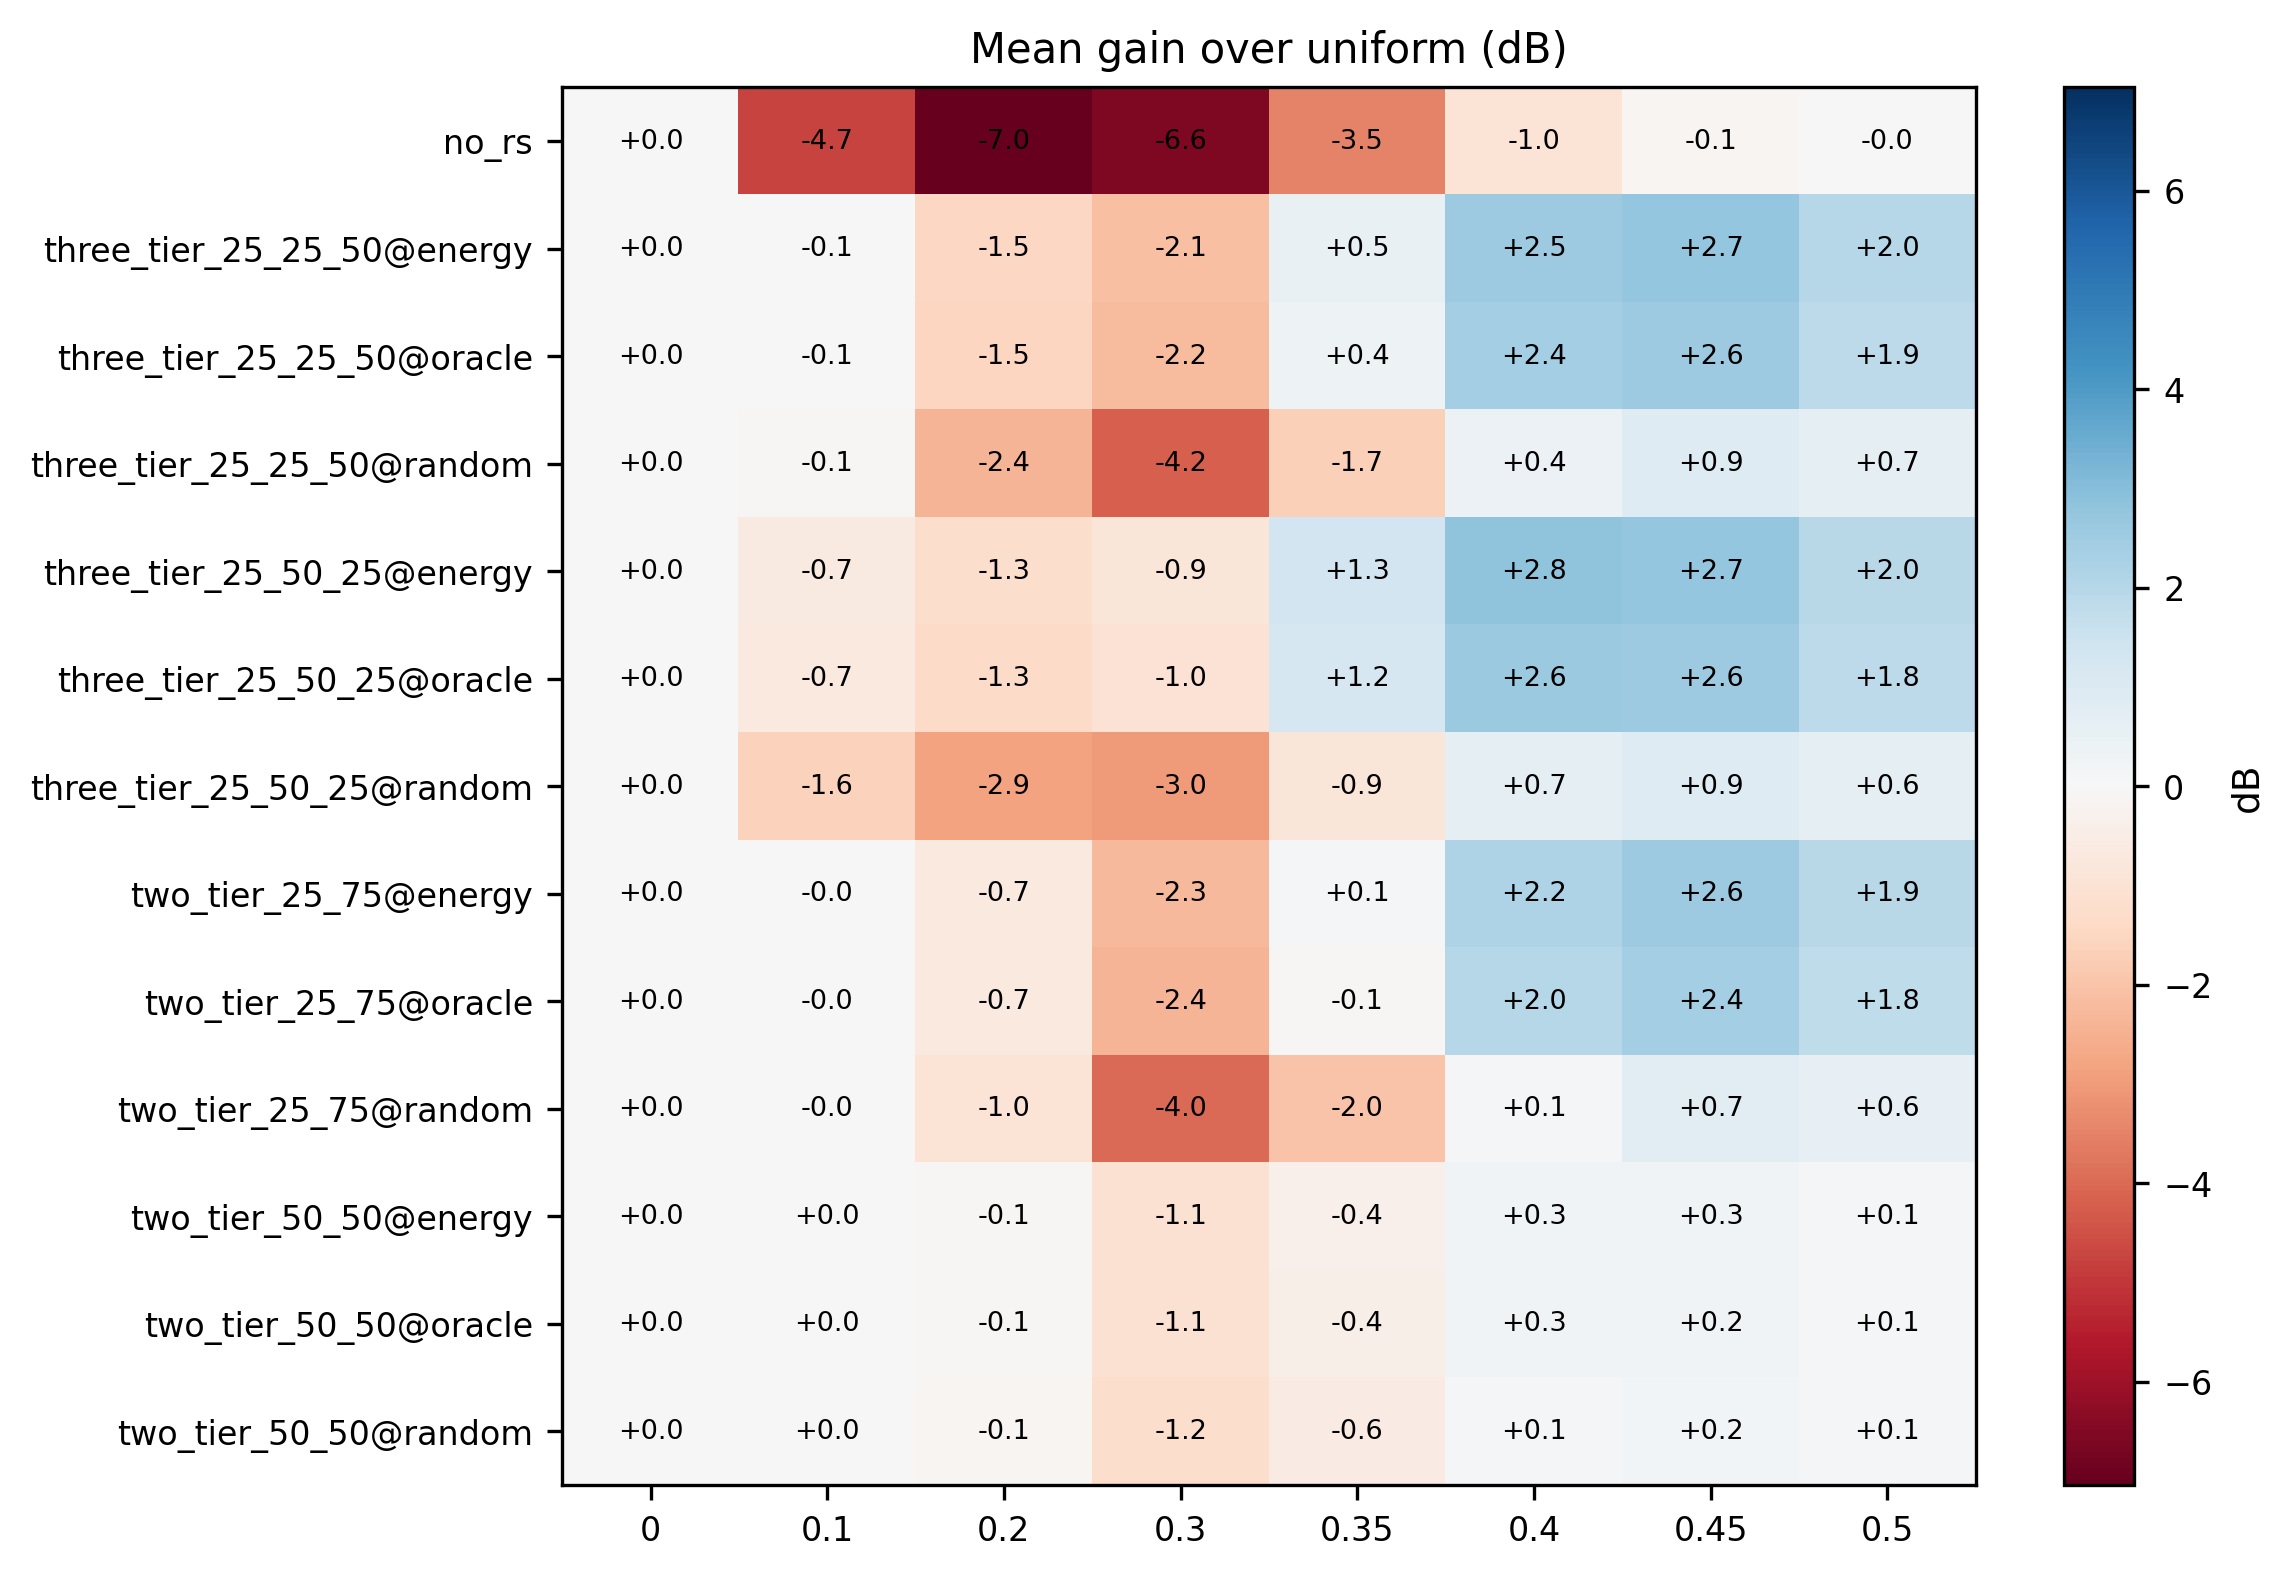 Mean gain over uniform (dB)
no_rs +0.0 -4.7 -7.0 -6.6 -3.5 -1.0 -0.1 -0.0
three_tier_25_25_50@energy +0.0 -0.1 -1.5 -2.1 +0.5 +2.5 +2.7 +2.0
three_tier_25_25_50@oracle +0.0 -0.1 -1.5 -2.2 +0.4 +2.4 +2.6 +1.9
three_tier_25_25_50@random +0.0 -0.1 -2.4 -4.2 -1.7 +0.4 +0.9 +0.7
three_tier_25_50_25@energy +0.0 -0.7 -1.3 -0.9 +1.3 +2.8 +2.7 +2.0
three_tier_25_50_25@oracle +0.0 -0.7 -1.3 -1.0 +1.2 +2.6 +2.6 +1.8
three_tier_25_50_25@random +0.0 -1.6 -2.9 -3.0 -0.9 +0.7 +0.9 +0.6
two_tier_25_75@energy +0.0 -0.0 -0.7 -2.3 +0.1 +2.2 +2.6 +1.9
two_tier_25_75@oracle +0.0 -0.0 -0.7 -2.4 -0.1 +2.0 +2.4 +1.8
two_tier_25_75@random +0.0 -0.0 -1.0 -4.0 -2.0 +0.1 +0.7 +0.6
two_tier_50_50@energy +0.0 +0.0 -0.1 -1.1 -0.4 +0.3 +0.3 +0.1
two_tier_50_50@oracle +0.0 +0.0 -0.1 -1.1 -0.4 +0.3 +0.2 +0.1
two_tier_50_50@random +0.0 +0.0 -0.1 -1.2 -0.6 +0.1 +0.2 +0.1
0 0.1 0.2 0.3 0.35 0.4 0.45 0.5
6
4
2
0
−2
−4
−6
dB